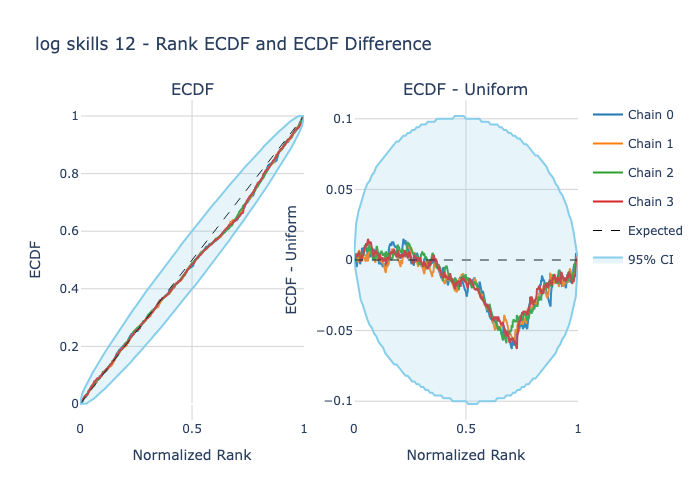 log skills 12 - Rank ECDF and ECDF Difference
ECDF
ECDF
0
0.2
0.4
0.6
0.8
1
0
0.5
1
Normalized Rank
ECDF - Uniform
ECDF - Uniform
0.1
0.05
0
−0.05
−0.1
0
0.5
1
Normalized Rank
Chain 0
Chain 1
Chain 2
Chain 3
Expected
95% CI